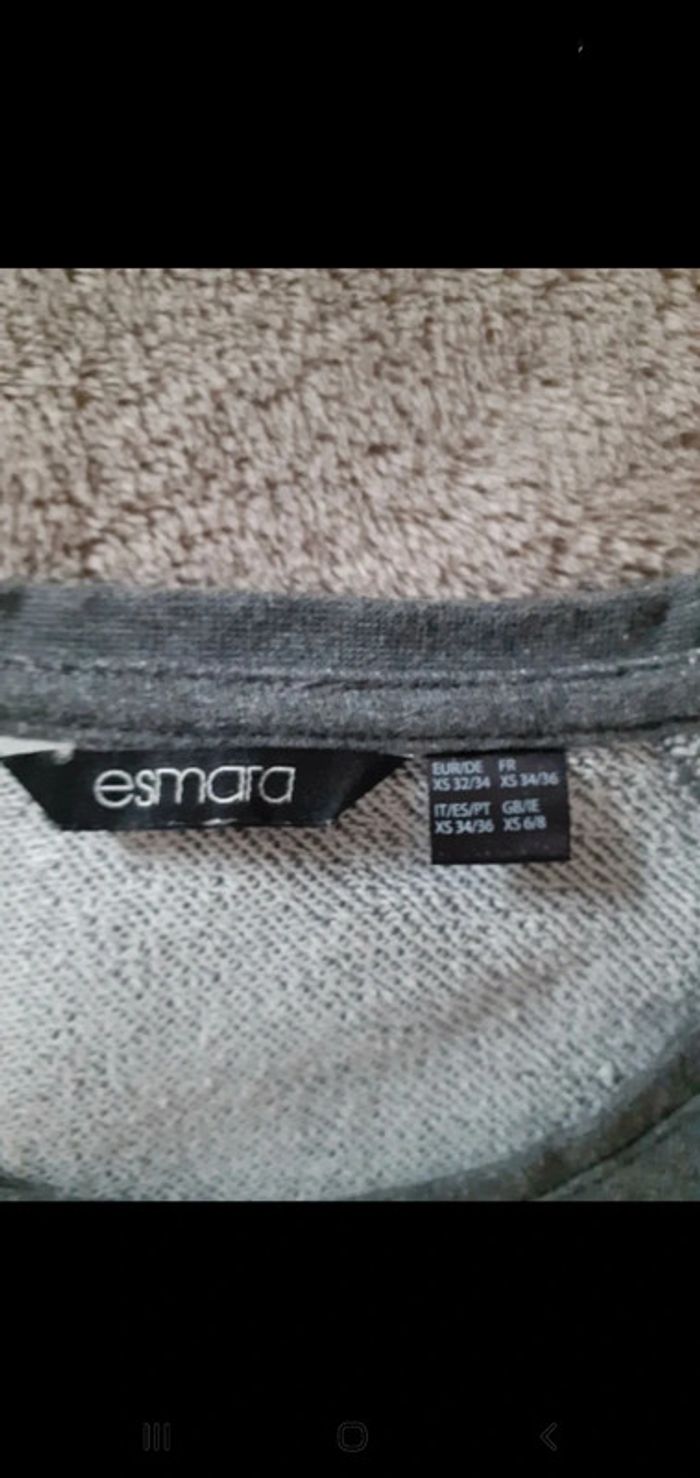 esmara
EUR/DE FR
XS 32/34 XS 34/36
IT/ES/PT GB/IE
XS 34/36 XS 6/8